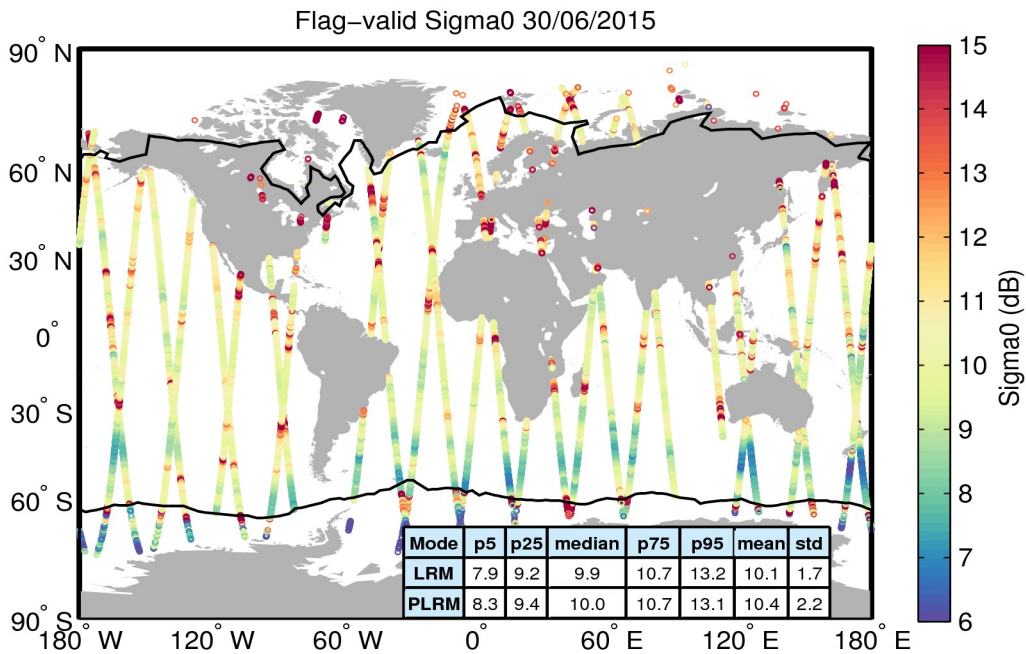 Flag−valid Sigma0 30/06/2015
90° N
60° N
30° N
0°
30° S
60° S
90° S
180° W
120° W
60° W
0°
60° E
120° E
180° E
15
14
13
12
11
10
9
8
7
6
Sigma0 (dB)
Mode p5 p25 median p75 p95 mean std
LRM 7.9 9.2 9.9 10.7 13.2 10.1 1.7
PLRM 8.3 9.4 10.0 10.7 13.1 10.4 2.2